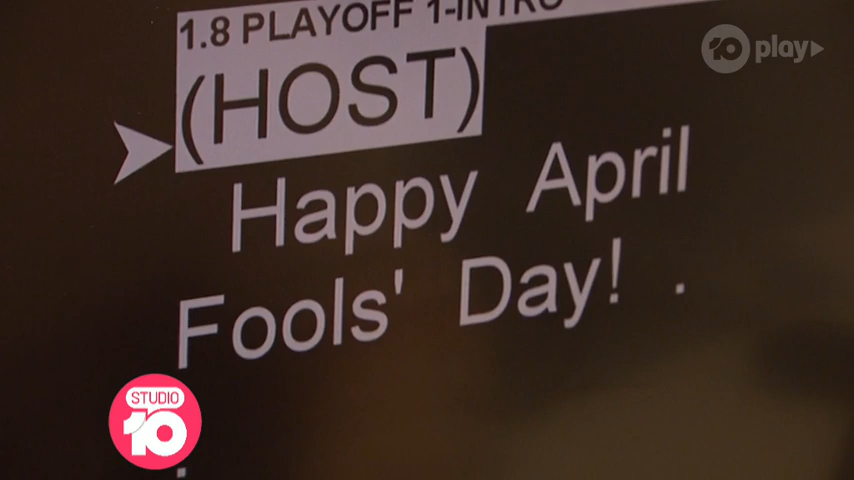 1.8 PLAYOFF 1-INTRO
10 play
(HOST)
Happy April
Fools' Day! .
STUDIO
10